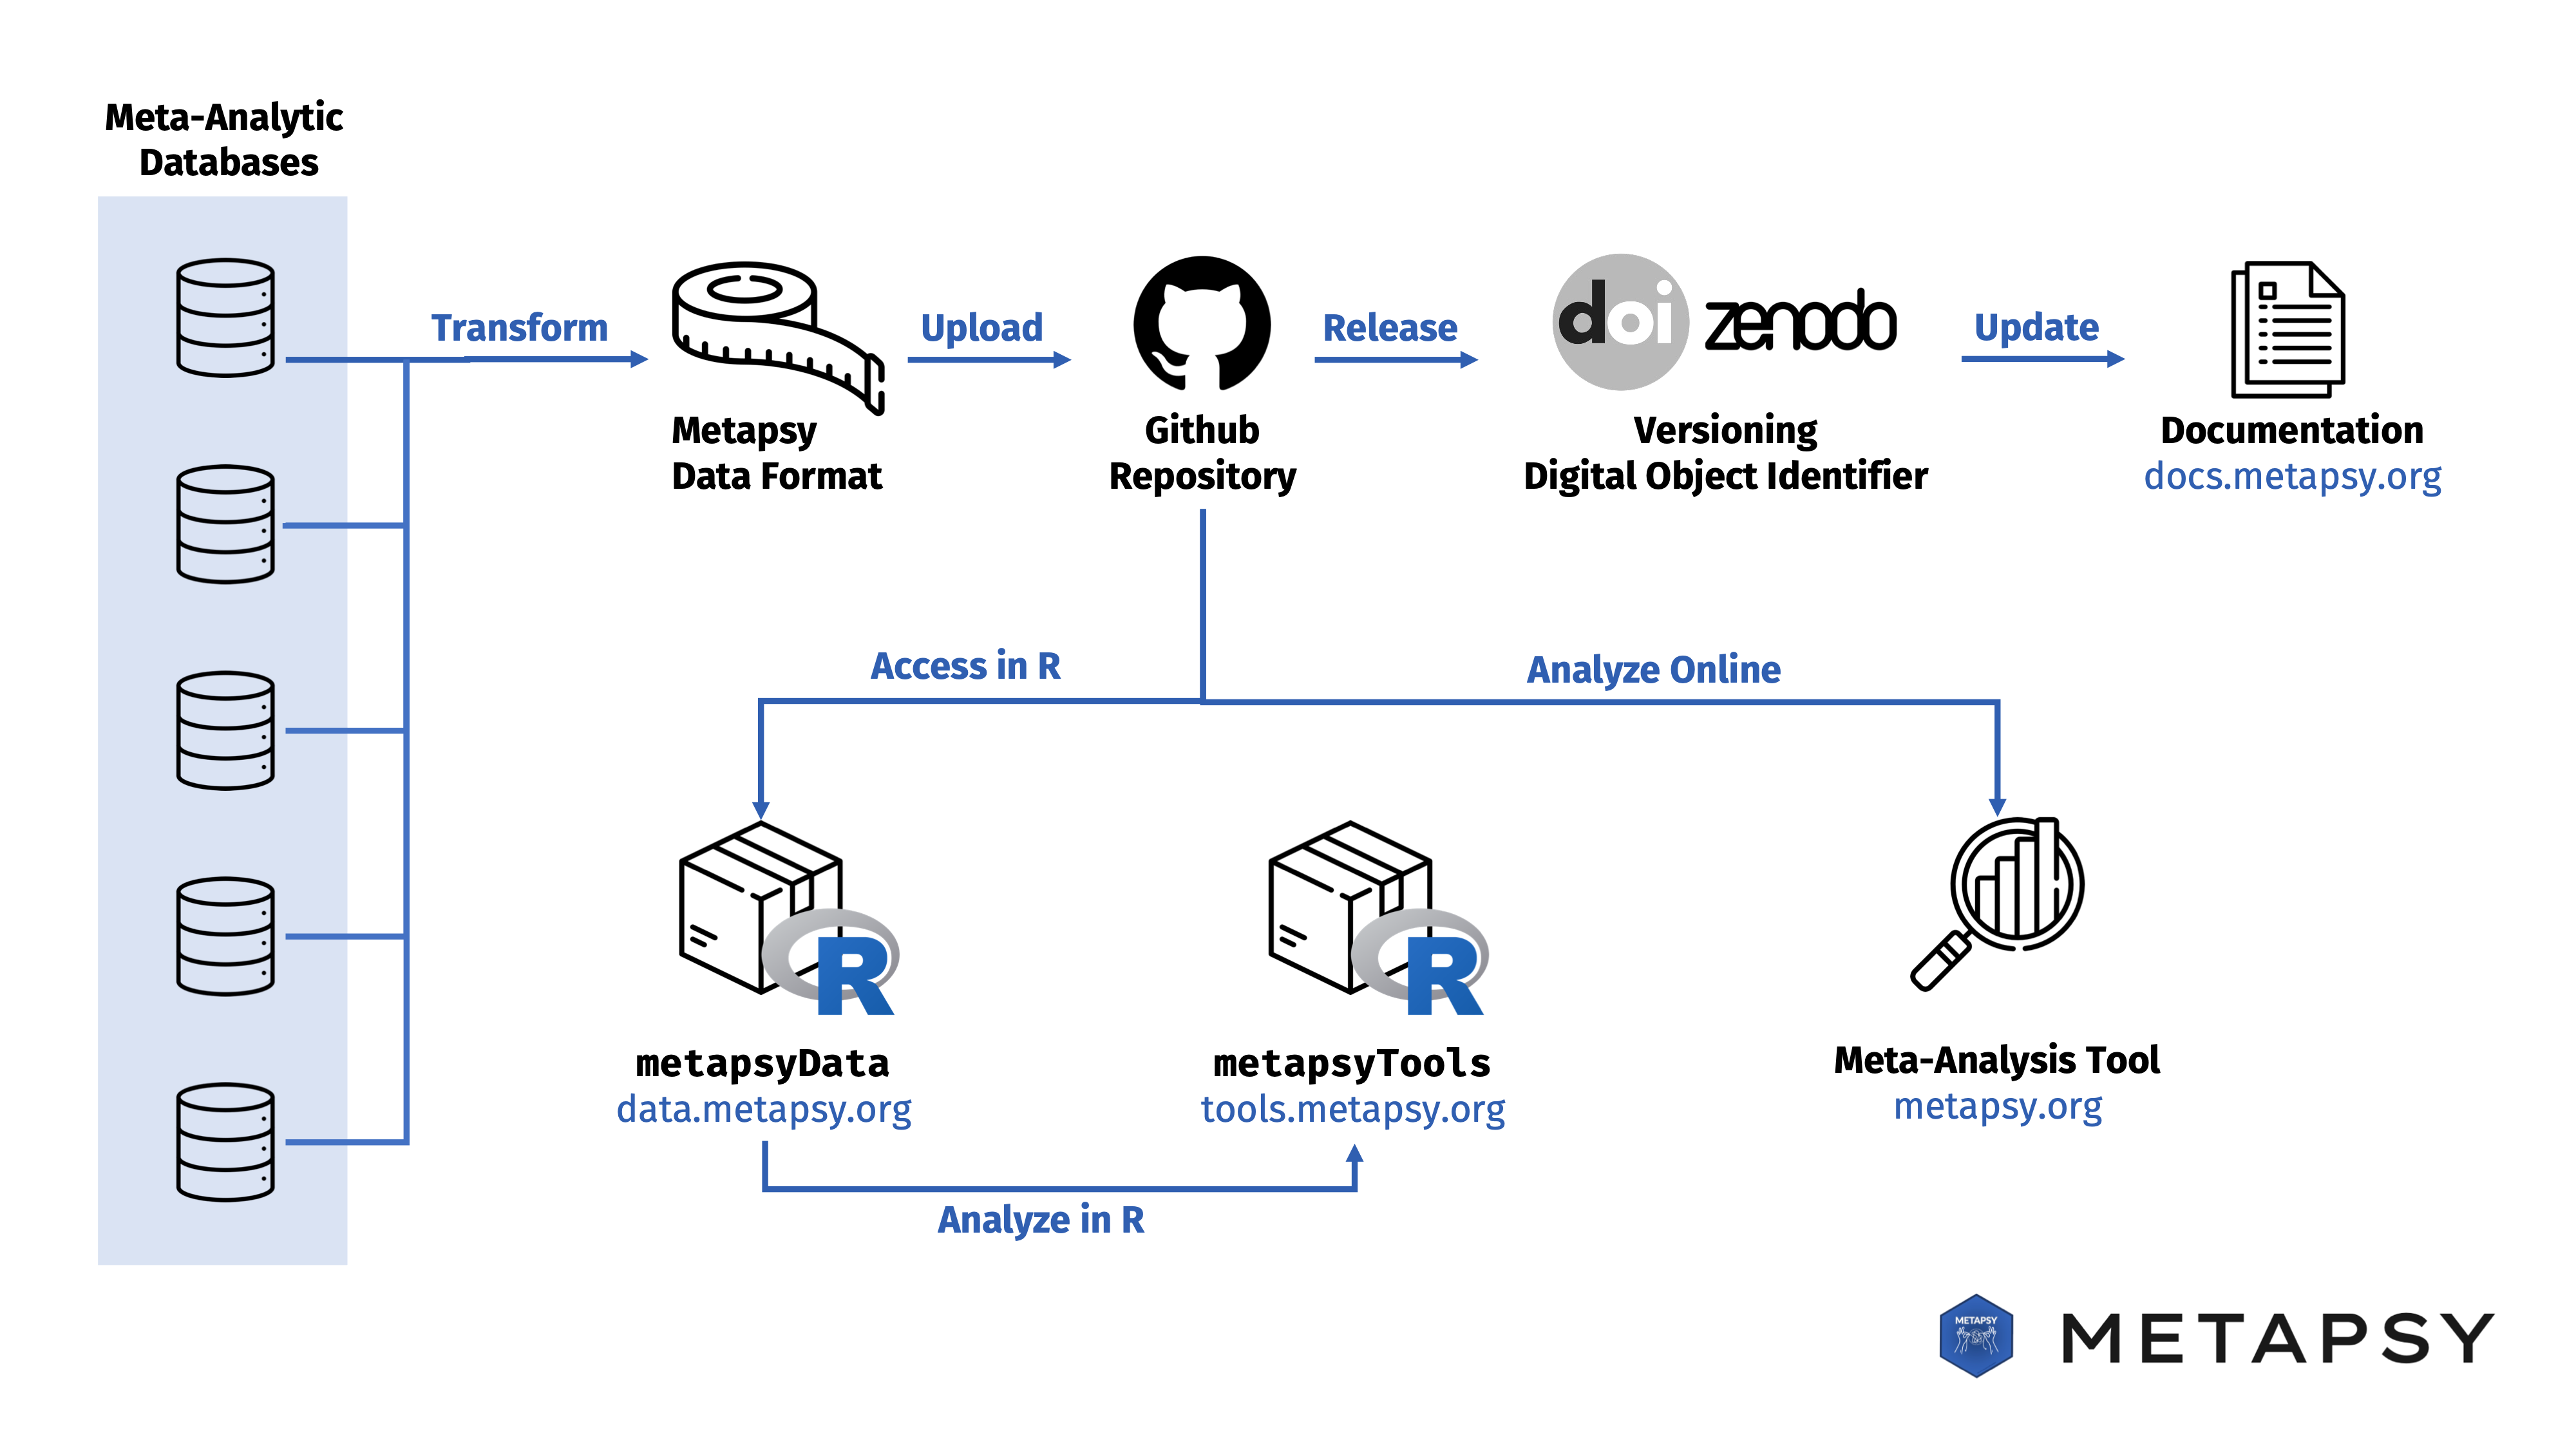 Meta-Analytic
Databases
Transform
Metapsy
Data Format
Upload
Github
Repository
Release
doi zenodo
Versioning
Digital Object Identifier
Update
Documentation
docs.metapsy.org
Access in R
Analyze Online
R
metapsyData
data.metapsy.org
R
metapsyTools
tools.metapsy.org
Meta-Analysis Tool
metapsy.org
Analyze in R
METAPSY
METAPSY